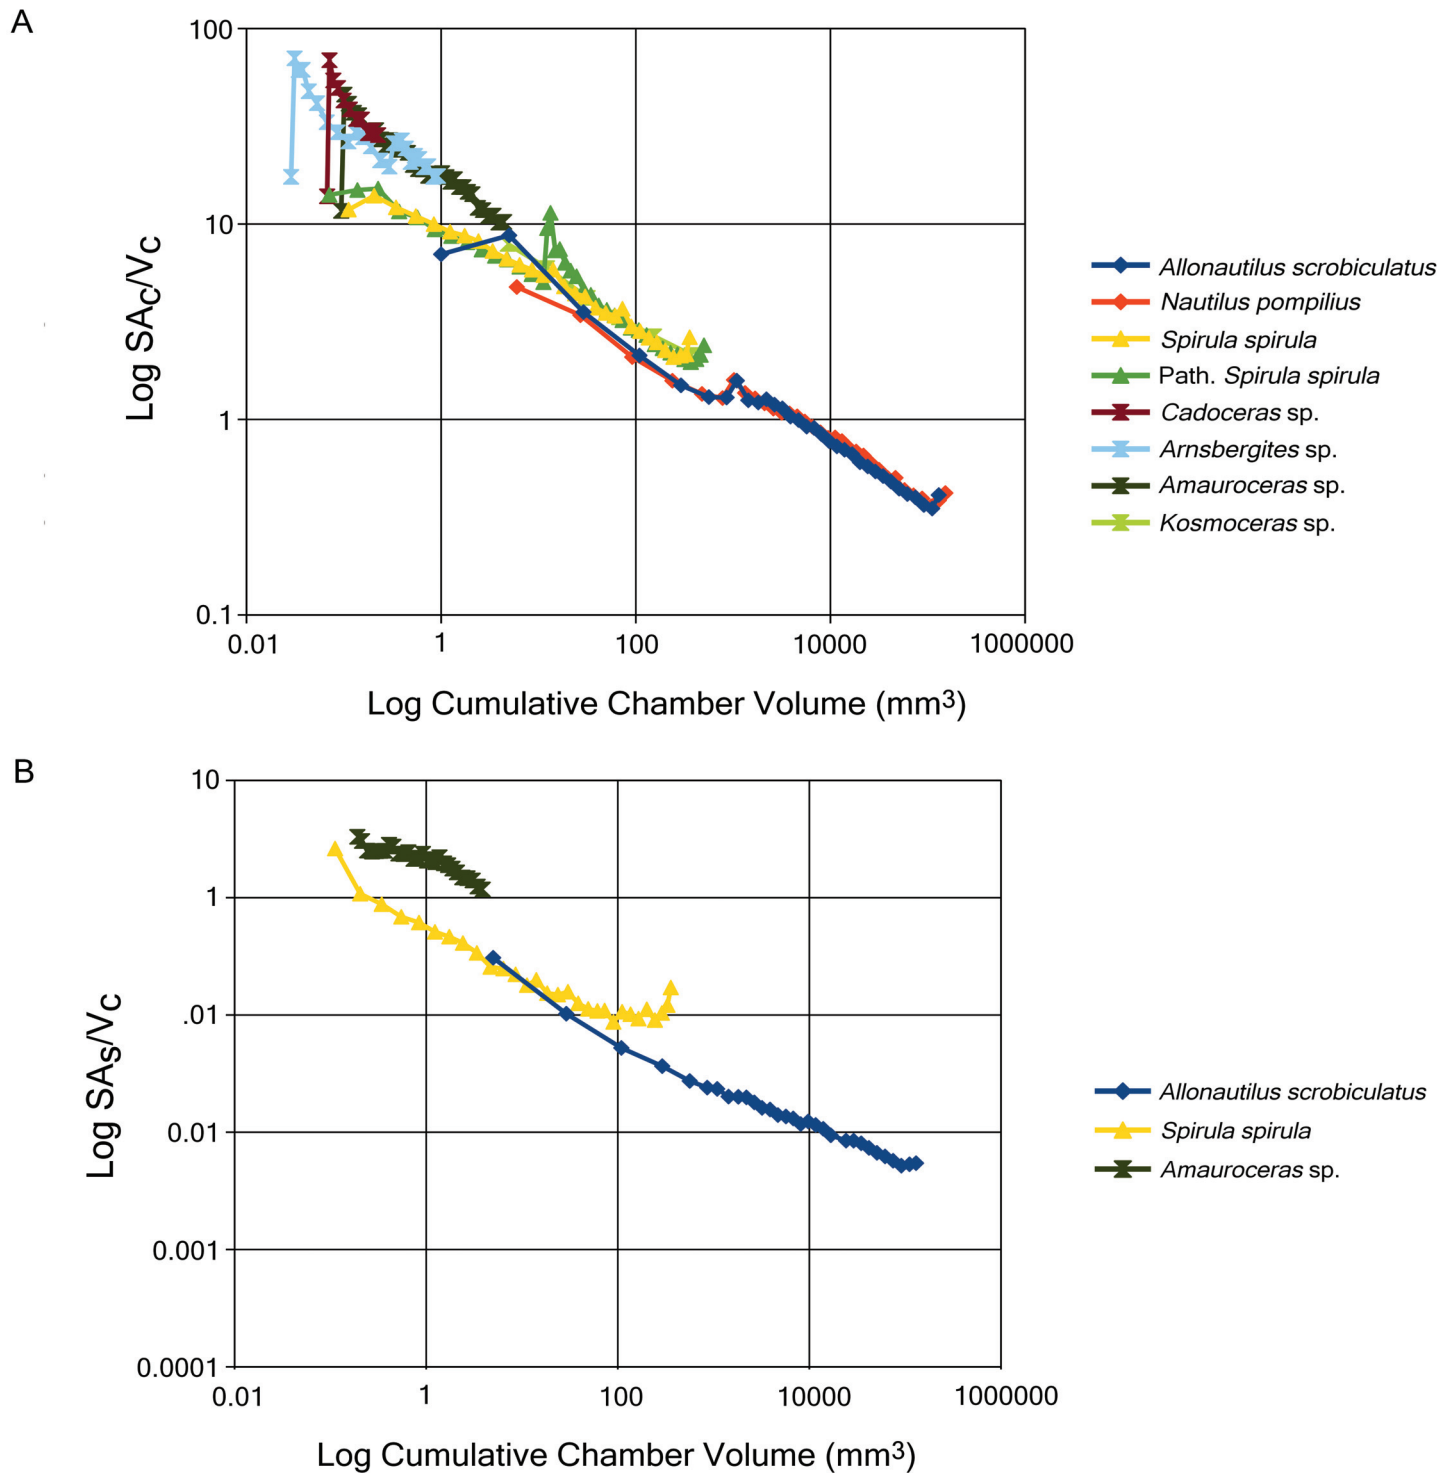 A
100
10
1
0.1
0.01 1 100 10000 1000000
Log SAc/Vc
Log Cumulative Chamber Volume (mm3)
Allonautilus scrobiculatus
Nautilus pompilius
Spirula spirula
Path. Spirula spirula
Cadoceras sp.
Arnsbergites sp.
Amauroceras sp.
Kosmoceras sp.
B
10
1
.01
0.01
0.001
0.0001
0.01 1 100 10000 1000000
Log SAs/Vc
Log Cumulative Chamber Volume (mm3)
Allonautilus scrobiculatus
Spirula spirula
Amauroceras sp.